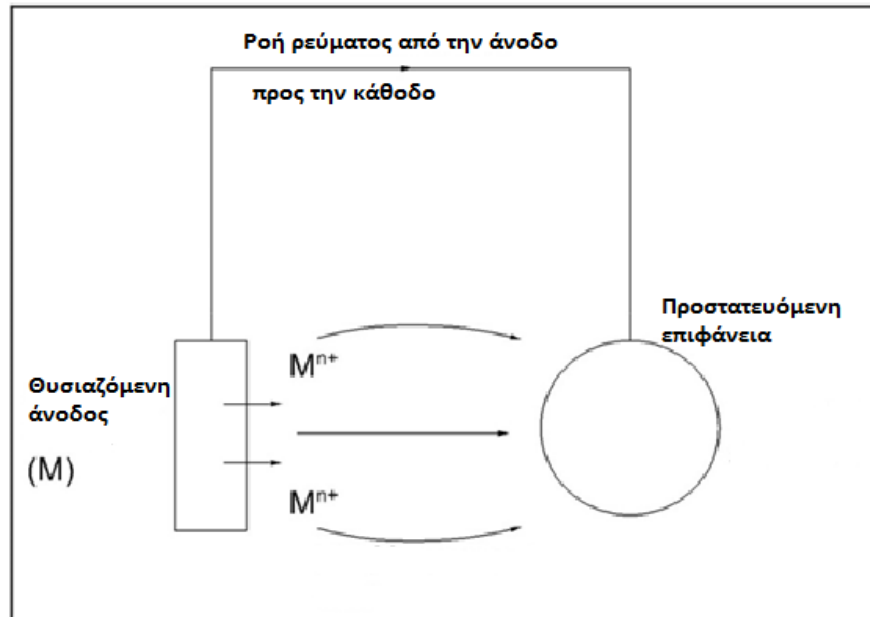 Ροή ρεύματος από την άνοδο
προς την κάθοδο
Προστατευόμενη
επιφάνεια
Mⁿ⁺
Θυσιαζόμενη
άνοδος
(M)
Mⁿ⁺